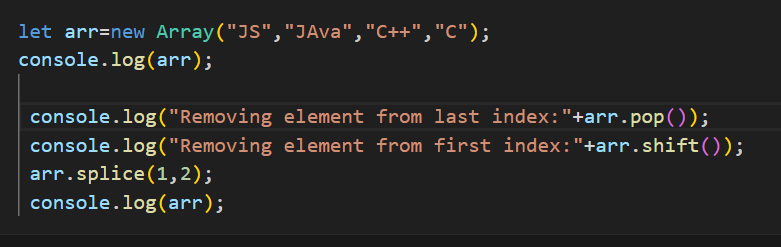 let arr=new Array("JS","JAva","C++","C");
console.log(arr);
console.log("Removing element from last index:"+arr.pop());
console.log("Removing element from first index:"+arr.shift());
arr.splice(1,2);
console.log(arr);